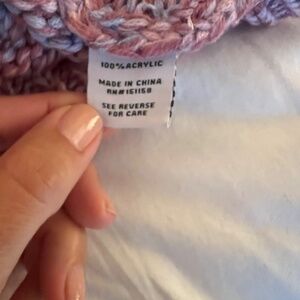 100% ACRYLIC
MADE IN CHINA
RN#151158
SEE REVERSE
FOR CARE